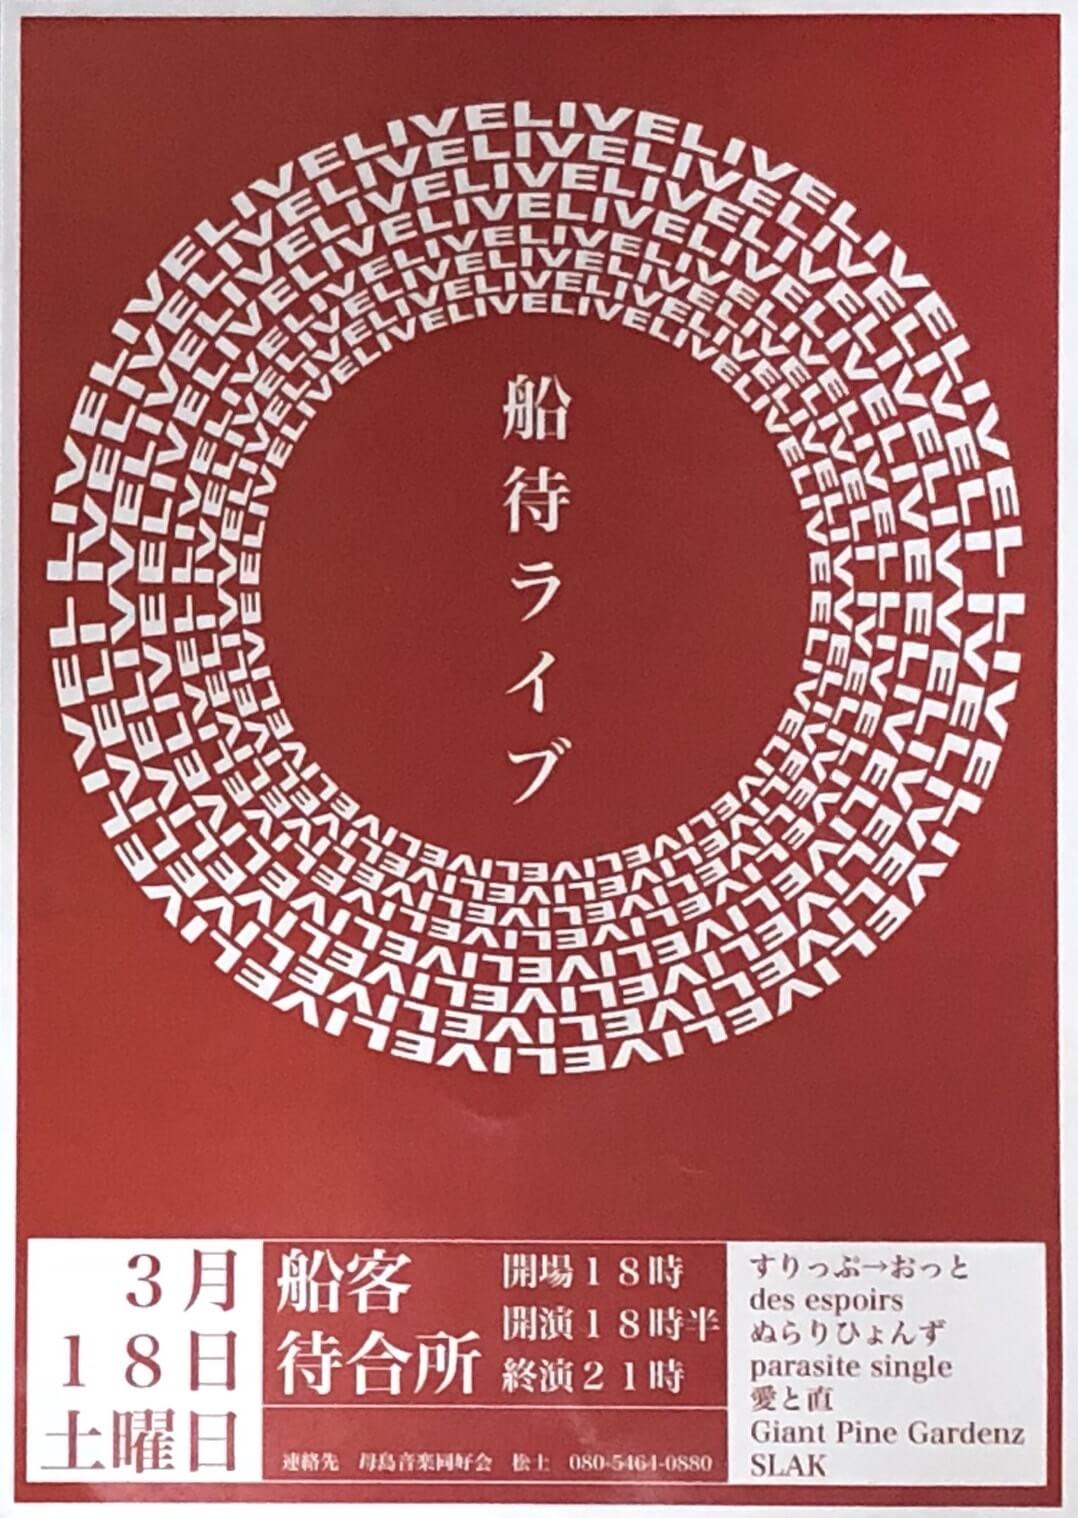 LIVELIVELIVELIVELIVELIVELIVELIVELIVELIVELIVELIVE
船待ライブ
3月
18日
土曜日
船客
待合所
開場18時
開演18時半
終演21時
連絡先 母島音楽同好会 松土 080-5464-0880
すりっぷ→おっと
des espoirs
ぬらりひょんず
parasite single
愛と直
Giant Pine Gardenz
SLAK